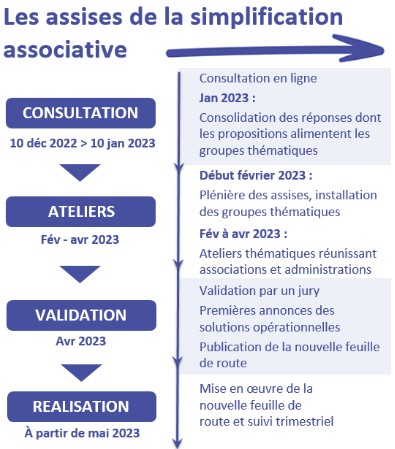 Les assises de la simplification
associative
CONSULTATION
10 déc 2022 > 10 jan 2023
Consultation en ligne
Jan 2023 :
Consolidation des réponses dont
les propositions alimentent les
groupes thématiques
ATELIERS
Fév - avr 2023
Début février 2023 :
Plénière des assises, installation
des groupes thématiques
Fév à avr 2023 :
Ateliers thématiques réunissant
associations et administrations
VALIDATION
Avr 2023
Validation par un jury
Premières annonces des
solutions opérationnelles
Publication de la nouvelle feuille
de route
REALISATION
À partir de mai 2023
Mise en œuvre de la
nouvelle feuille de
route et suivi trimestriel